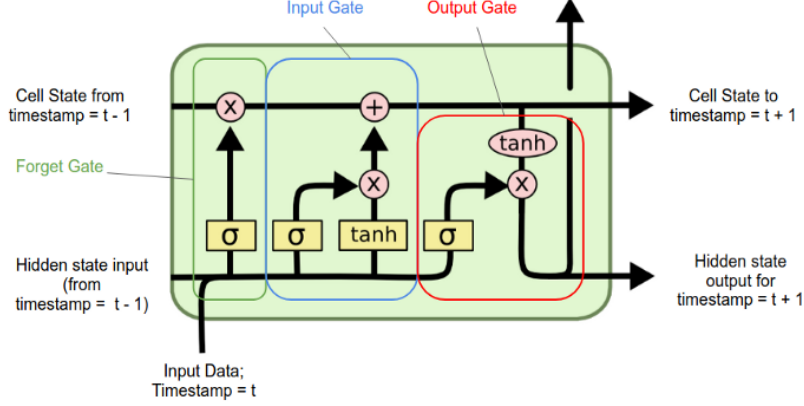 Input Gate
Output Gate
Cell State from
timestamp = t - 1
x
+
Cell State to
timestamp = t + 1
tanh
Forget Gate
x
x
σ
σ
tanh
σ
Hidden state input
(from
timestamp =  t - 1)
Hidden state
output for
timestamp = t + 1
Input Data;
Timestamp = t